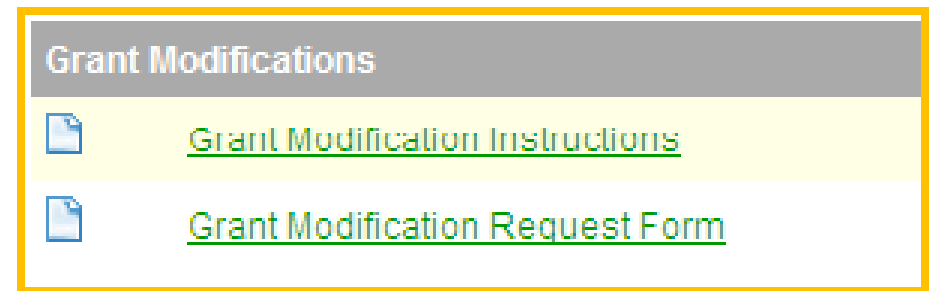 Grant Modifications
Grant Modification Instructions
Grant Modification Request Form